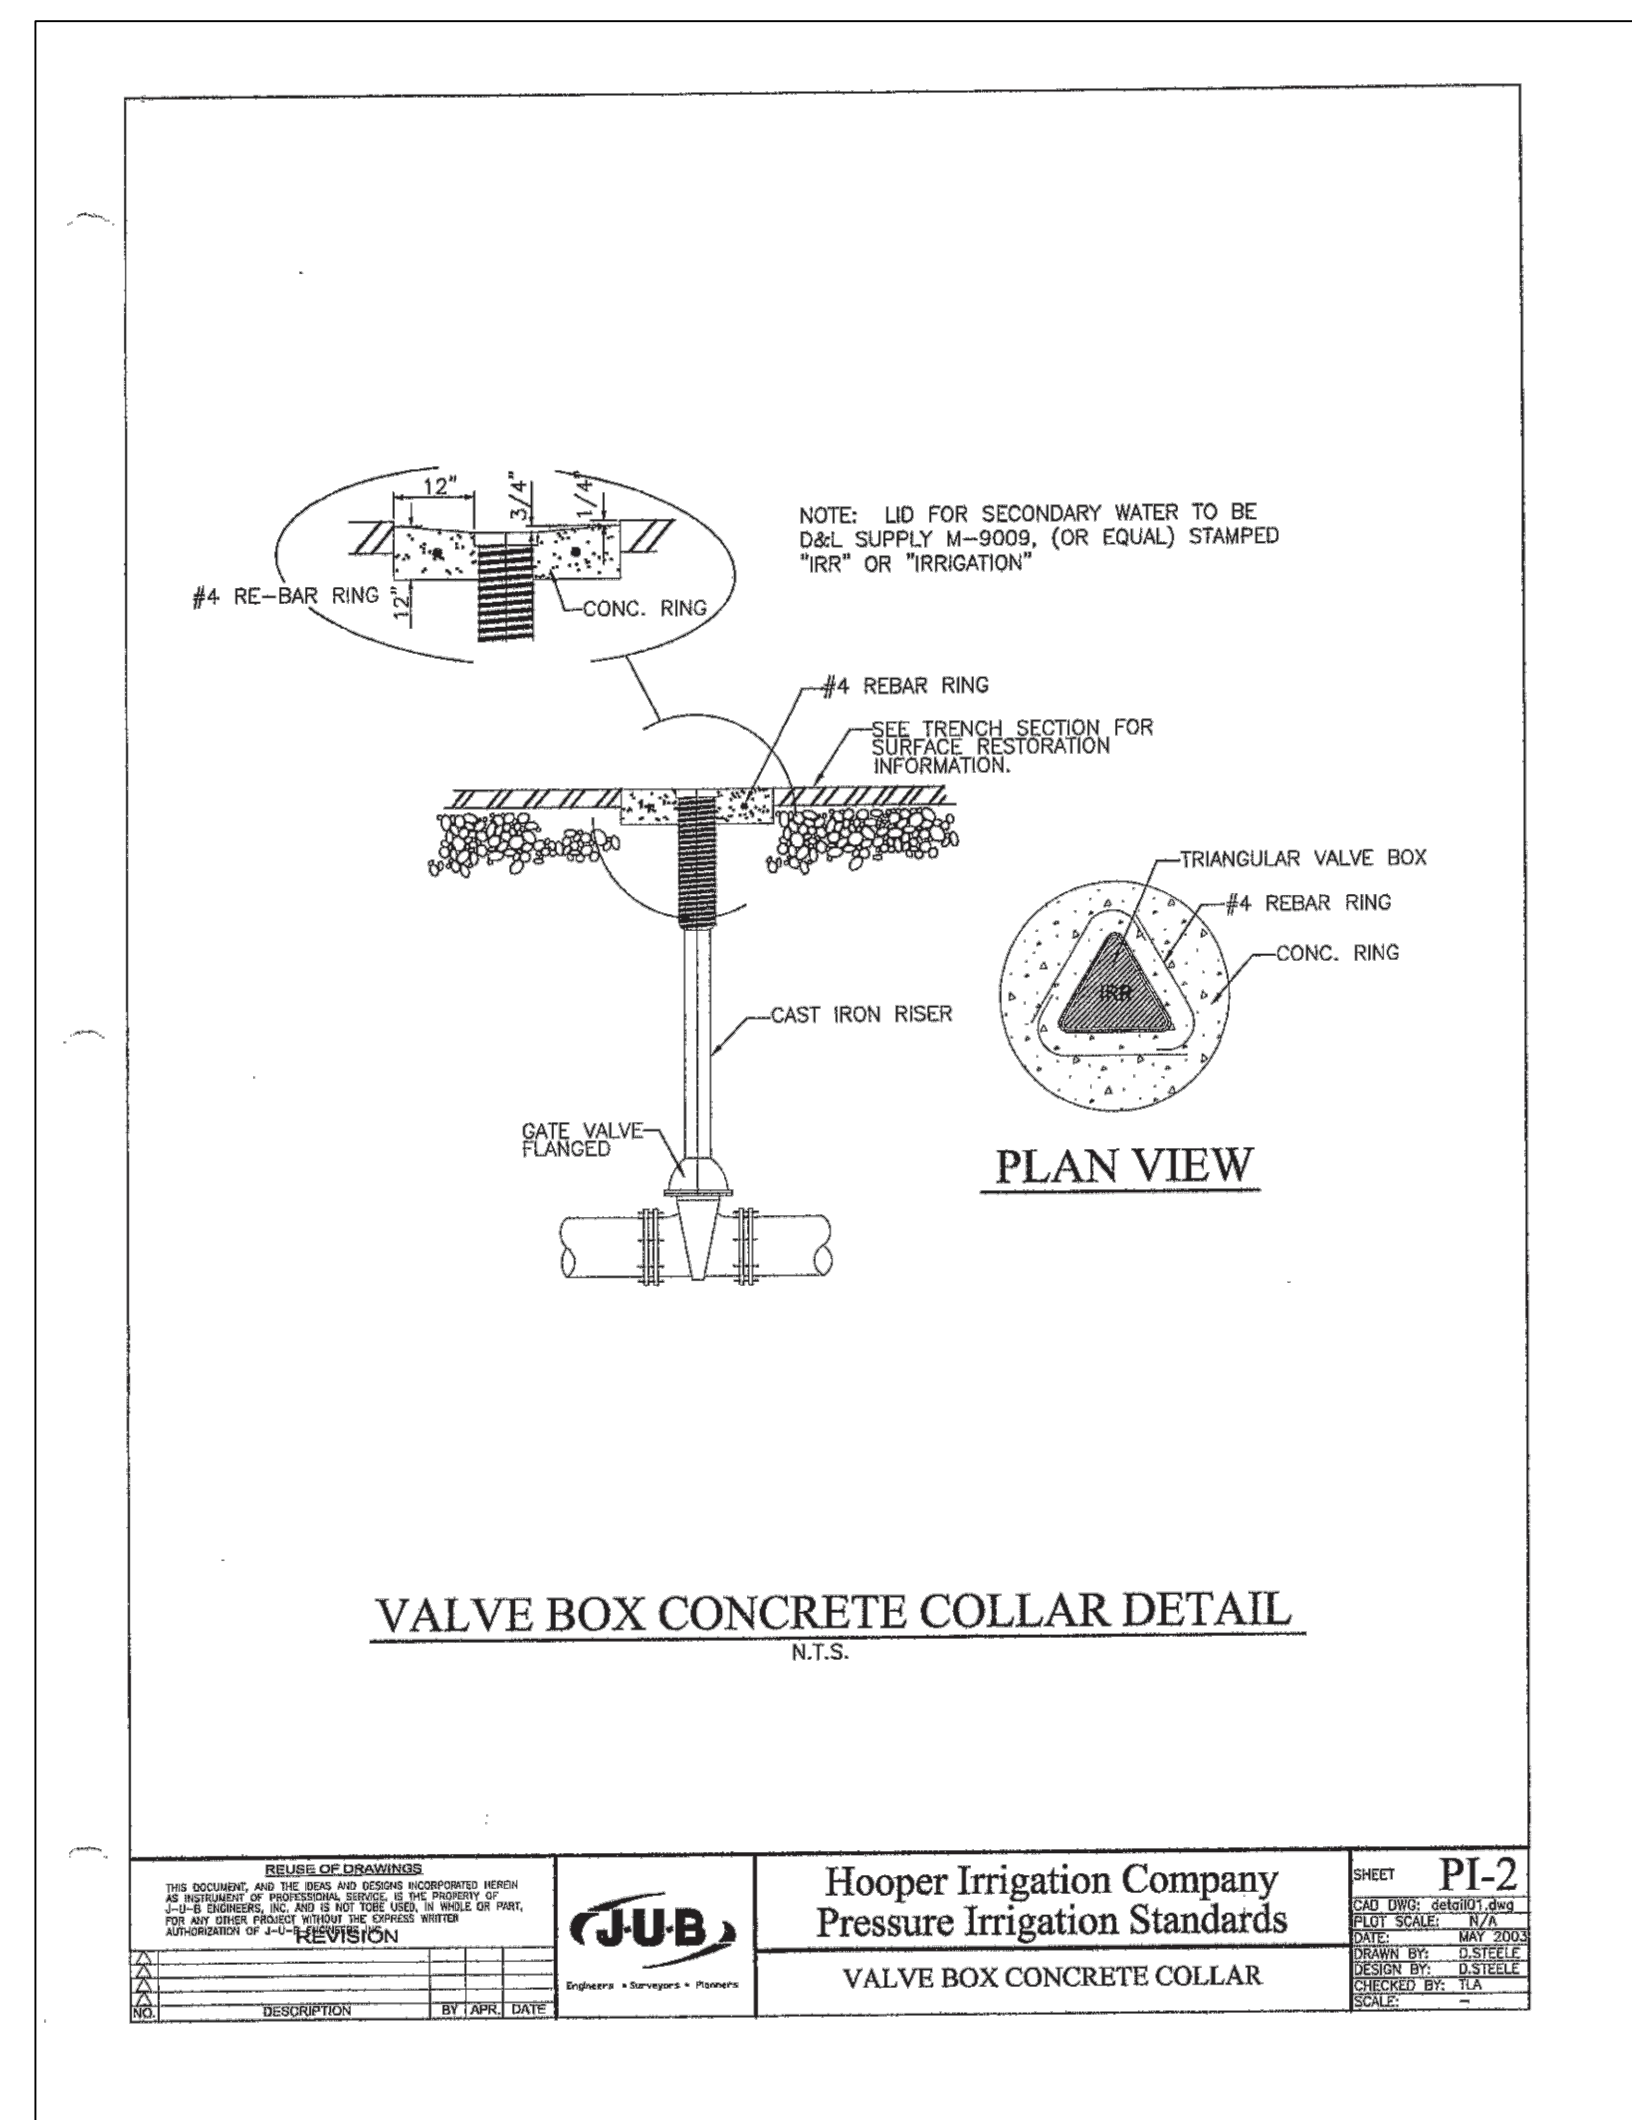 12"
3/4"
1/4"
#4 RE-BAR RING
12"
CONC. RING
NOTE: LID FOR SECONDARY WATER TO BE
D&L SUPPLY M-9009, (OR EQUAL) STAMPED
"IRR" OR "IRRIGATION"
#4 REBAR RING
SEE TRENCH SECTION FOR
SURFACE RESTORATION
INFORMATION.
TRIANGULAR VALVE BOX
#4 REBAR RING
CONC. RING
IRR
CAST IRON RISER
GATE VALVE
FLANGED
PLAN VIEW
VALVE BOX CONCRETE COLLAR DETAIL
N.T.S.
REUSE OF DRAWINGS
THIS DOCUMENT, AND THE IDEAS AND DESIGNS INCORPORATED HEREIN
AS INSTRUMENT OF PROFESSIONAL SERVICE, IS THE PROPERTY OF
J-U-B ENGINEERS, INC. AND IS NOT TOBE USED, IN WHOLE OR PART,
FOR ANY OTHER PROJECT WITHOUT THE EXPRESS WRITTEN
AUTHORIZATION OF J-U-B ENGINEERS, INC.
REVISION
NO. DESCRIPTION BY APR. DATE
J·U·B
Engineers • Surveyors • Planners
Hooper Irrigation Company
Pressure Irrigation Standards
VALVE BOX CONCRETE COLLAR
SHEET PI-2
CAD DWG: detail01.dwg
PLOT SCALE: N/A
DATE: MAY 2003
DRAWN BY: D.STEELE
DESIGN BY: D.STEELE
CHECKED BY: TLA
SCALE: -